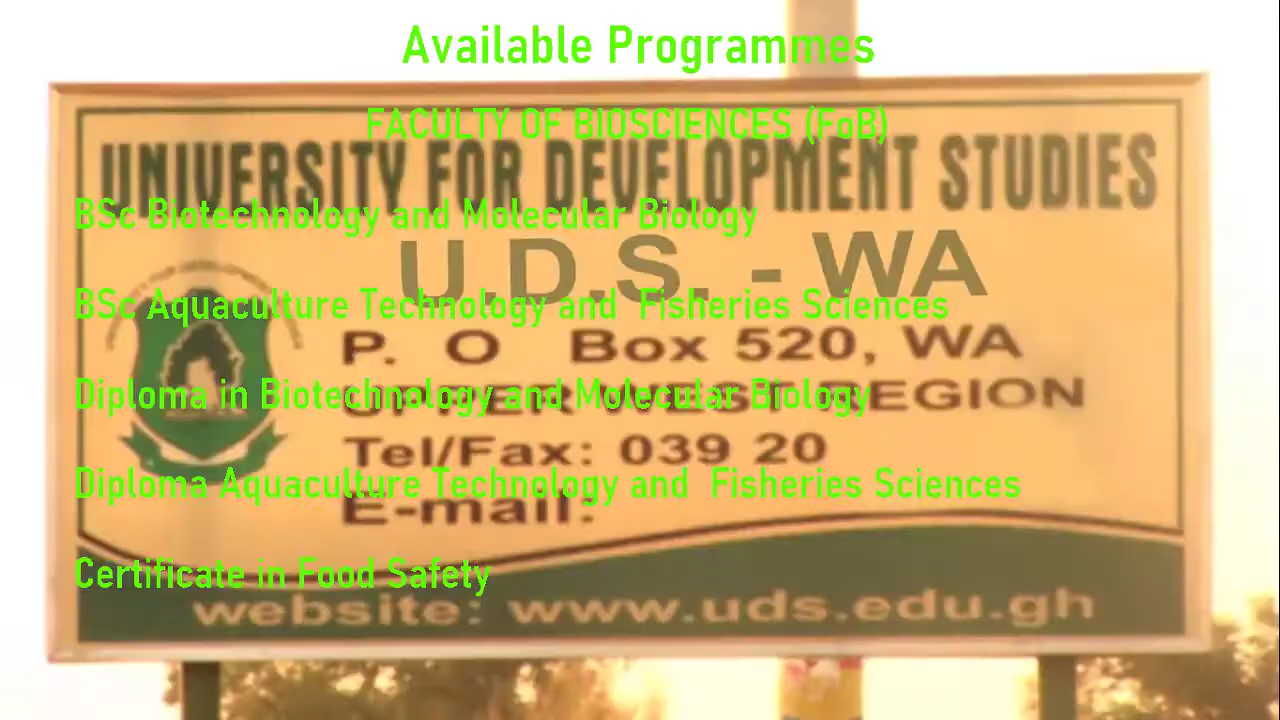 Available Programmes
FACULTY OF BIOSCIENCES (FoB)
UNIVERSITY FOR DEVELOPMENT STUDIES
BSc Biotechnology and Molecular Biology
U.D.S. - WA
BSc Aquaculture Technology and Fisheries Sciences
P. O Box 520, WA
Diploma in Biotechnology and Molecular Biology
UPPER WEST REGION
Tel/Fax: 039 20
Diploma Aquaculture Technology and Fisheries Sciences
E-mail:
Certificate in Food Safety
website: www.uds.edu.gh